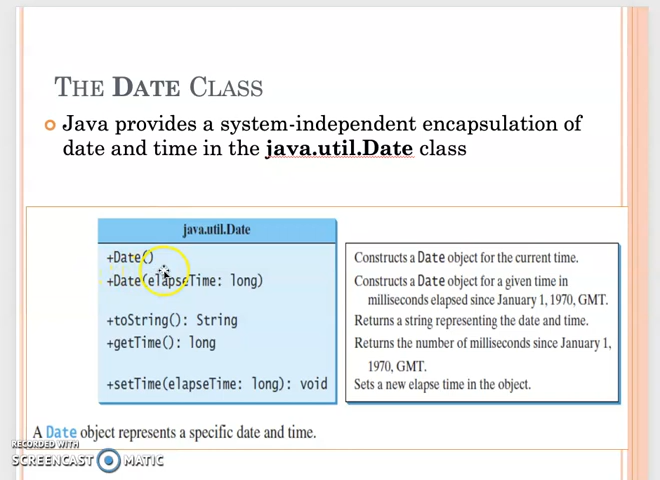 THE DATE CLASS
Java provides a system-independent encapsulation of
date and time in the java.util.Date class
java.util.Date
+Date()
+Date(elapseTime: long)
+toString(): String
+getTime(): long
+setTime(elapseTime: long): void
Constructs a Date object for the current time.
Constructs a Date object for a given time in
milliseconds elapsed since January 1, 1970, GMT.
Returns a string representing the date and time.
Returns the number of milliseconds since January 1,
1970, GMT.
Sets a new elapse time in the object.
A Date object represents a specific date and time.
RECORDED WITH
SCREENCAST MATIC